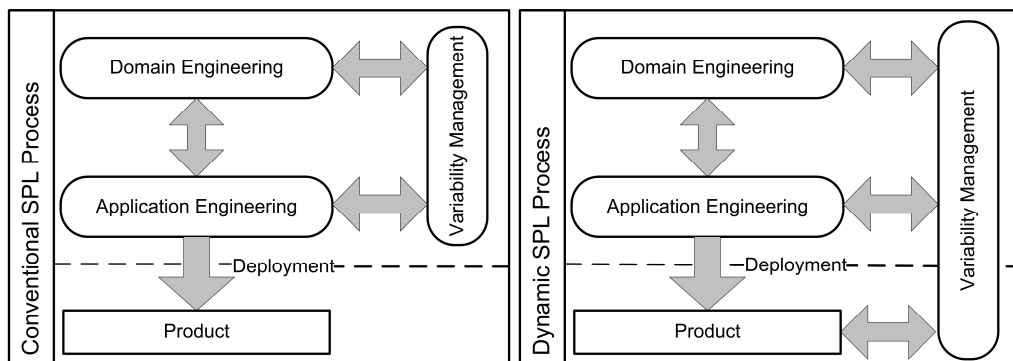 Conventional SPL Process
Domain Engineering
Variability Management
Application Engineering
Deployment
Product
Dynamic SPL Process
Domain Engineering
Variability Management
Application Engineering
Deployment
Product